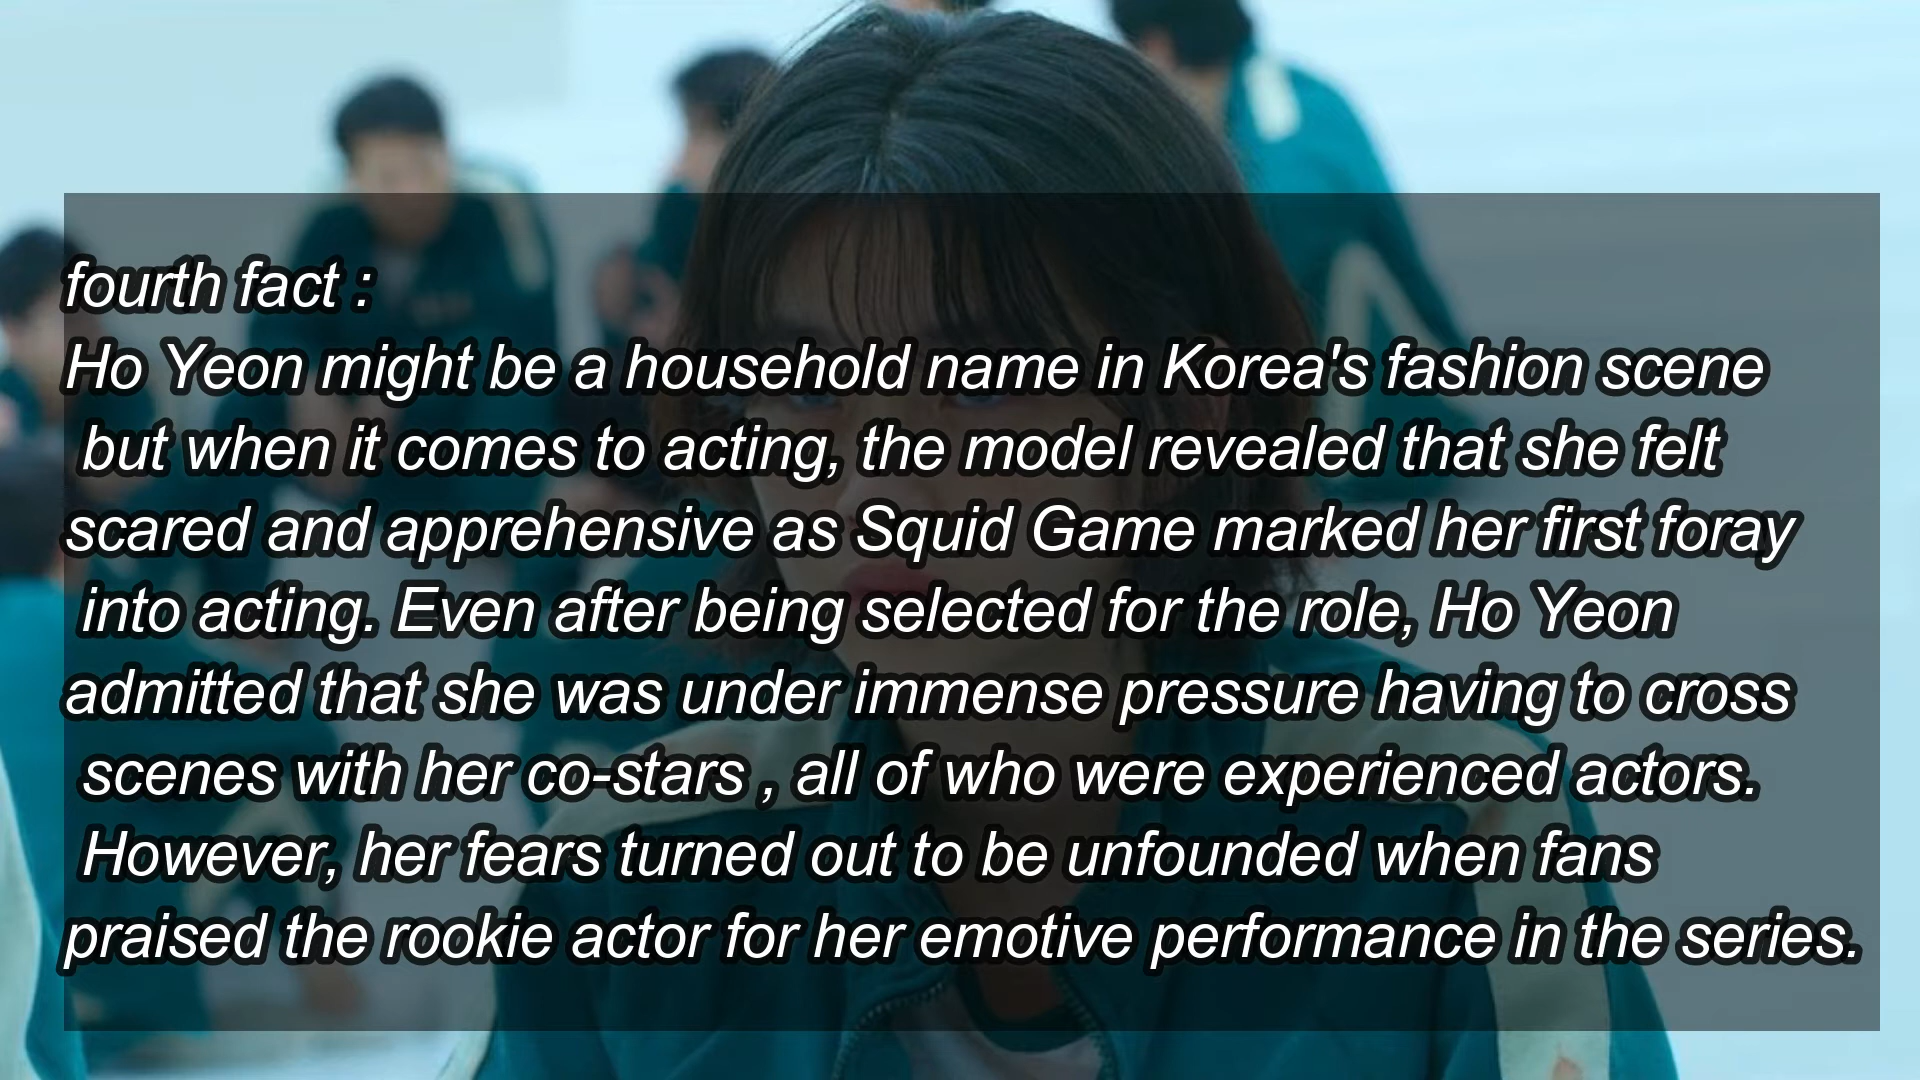 fourth fact :
Ho Yeon might be a household name in Korea's fashion scene
but when it comes to acting, the model revealed that she felt
scared and apprehensive as Squid Game marked her first foray
into acting. Even after being selected for the role, Ho Yeon
admitted that she was under immense pressure having to cross
scenes with her co-stars , all of who were experienced actors.
However, her fears turned out to be unfounded when fans
praised the rookie actor for her emotive performance in the series.